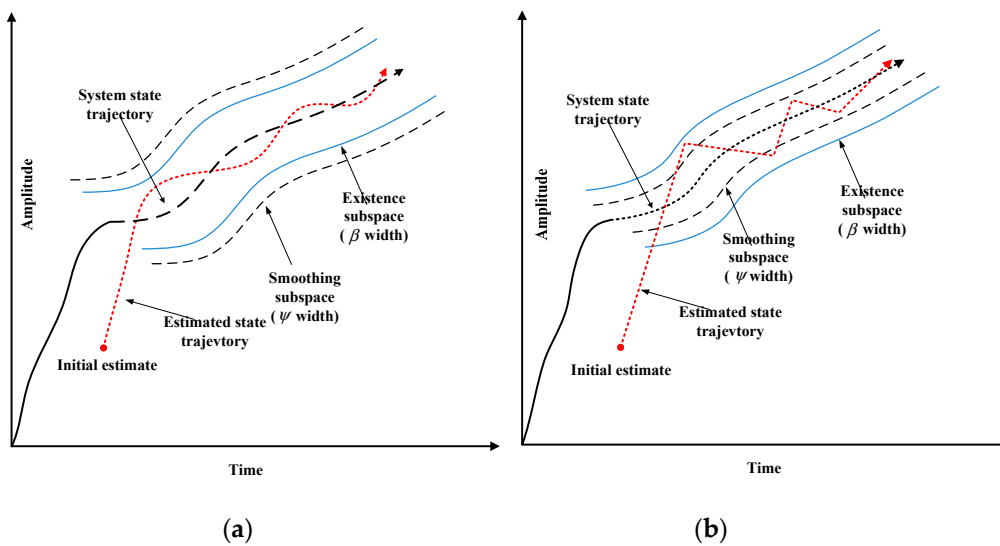 System state
trajectory
Amplitude
Existence
subspace
( β width)
Smoothing
subspace
( ψ width)
Estimated state
trajevtory
Initial estimate
Time
(a)
System state
trajectory
Amplitude
Existence
subspace
( β width)
Smoothing
subspace
( ψ width)
Estimated state
trajevtory
Initial estimate
Time
(b)